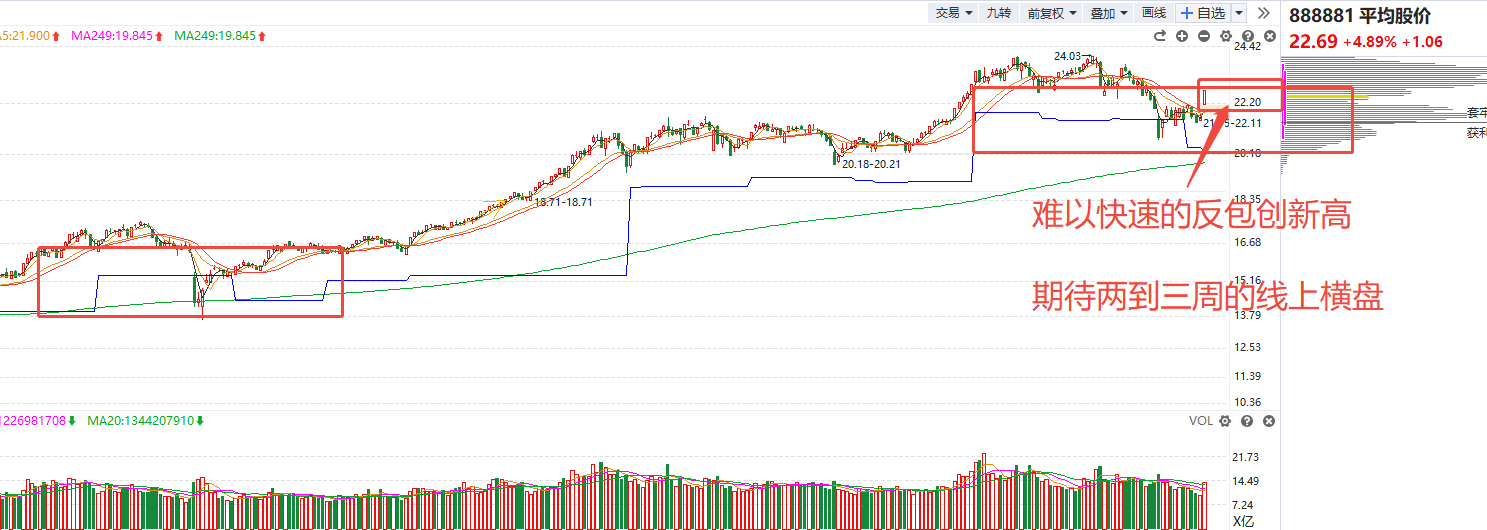 交易 九转 前复权 叠加 画线 自选
888881 平均股价
22.69 +4.89% +1.06
A5:21.900 MA249:19.845 MA249:19.845
24.42
24.03
22.20
-22.11
套牢
获利
20.18-20.21
20.18
18.71-18.71
18.35
难以快速的反包创新高
16.68
15.16
期待两到三周的线上横盘
13.79
12.53
11.39
10.36
1226981708 MA20:1344207910
VOL
21.73
14.49
7.24
X亿